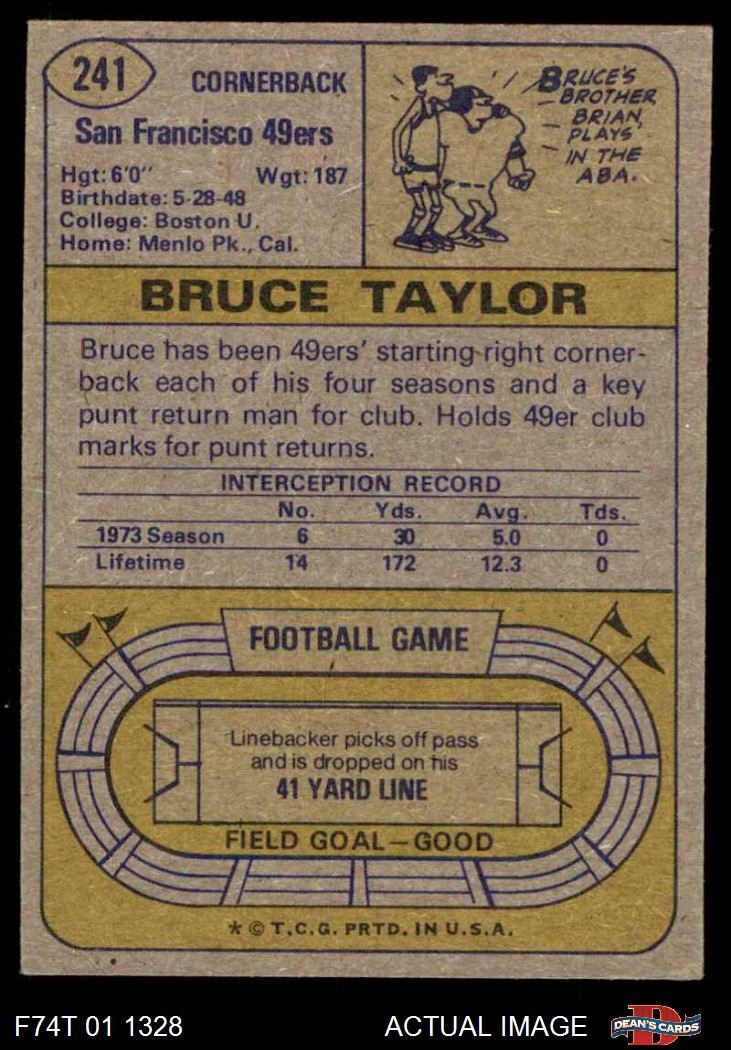 241
CORNERBACK
San Francisco 49ers
Hgt: 6'0" Wgt: 187
Birthdate: 5-28-48
College: Boston U.
Home: Menlo Pk., Cal.
BRUCE'S
BROTHER,
BRIAN,
PLAYS
IN THE
ABA.
BRUCE TAYLOR
Bruce has been 49ers' starting right corner-
back each of his four seasons and a key
punt return man for club. Holds 49er club
marks for punt returns.
INTERCEPTION RECORD
No. Yds. Avg. Tds.
1973 Season 6 30 5.0 0
Lifetime 14 172 12.3 0
FOOTBALL GAME
Linebacker picks off pass
and is dropped on his
41 YARD LINE
FIELD GOAL—GOOD
* © T.C.G. PRTD. IN U.S.A.
F74T 01 1328 ACTUAL IMAGE
D
DEAN'S CARDS